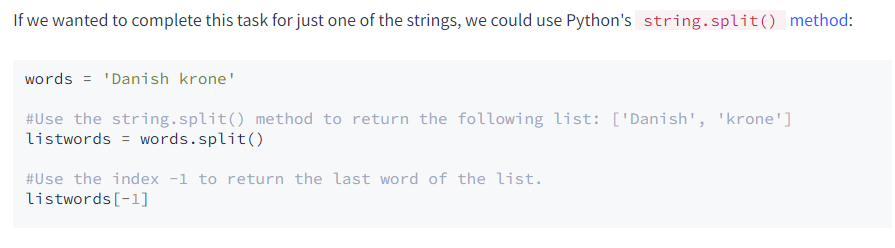 If we wanted to complete this task for just one of the strings, we could use Python's string.split() method:
words = 'Danish krone'
#Use the string.split() method to return the following list: ['Danish', 'krone']
listwords = words.split()
#Use the index -1 to return the last word of the list.
listwords[-1]